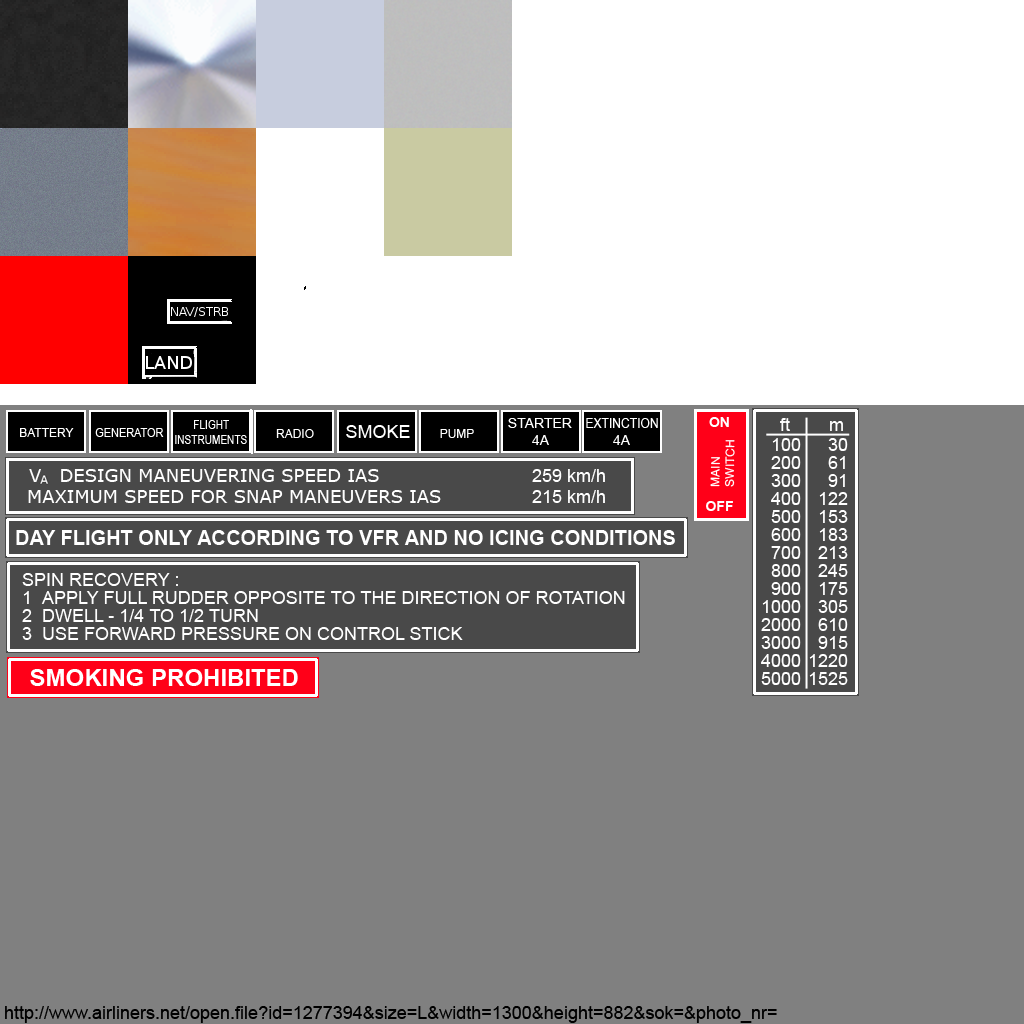 NAV/STRB
LAND
BATTERY
GENERATOR
FLIGHT
INSTRUMENTS
RADIO
SMOKE
PUMP
STARTER
4A
EXTINCTION
4A
ON
MAIN
SWITCH
OFF
ft m
100 30
200 61
300 91
400 122
500 153
600 183
700 213
800 245
900 175
1000 305
2000 610
3000 915
4000 1220
5000 1525
VA DESIGN MANEUVERING SPEED IAS 259 km/h
MAXIMUM SPEED FOR SNAP MANEUVERS IAS 215 km/h
DAY FLIGHT ONLY ACCORDING TO VFR AND NO ICING CONDITIONS
SPIN RECOVERY :
1 APPLY FULL RUDDER OPPOSITE TO THE DIRECTION OF ROTATION
2 DWELL - 1/4 TO 1/2 TURN
3 USE FORWARD PRESSURE ON CONTROL STICK
SMOKING PROHIBITED
http://www.airliners.net/open.file?id=1277394&size=L&width=1300&height=882&sok=&photo_nr=